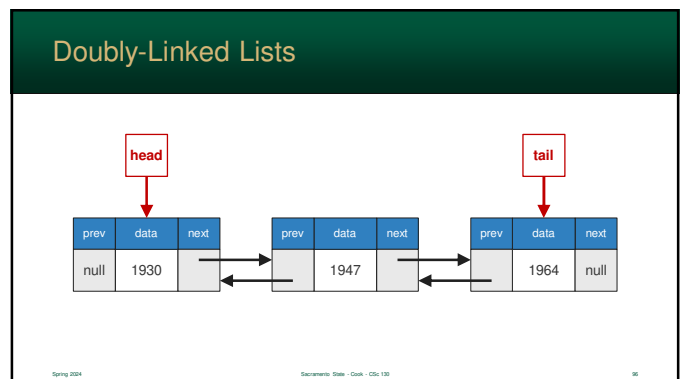 Doubly-Linked Lists
head tail
prev data next prev data next prev data next
null 1930 1947 1964 null
Spring 2024 Sacramento State - Cook - CSc 130 96